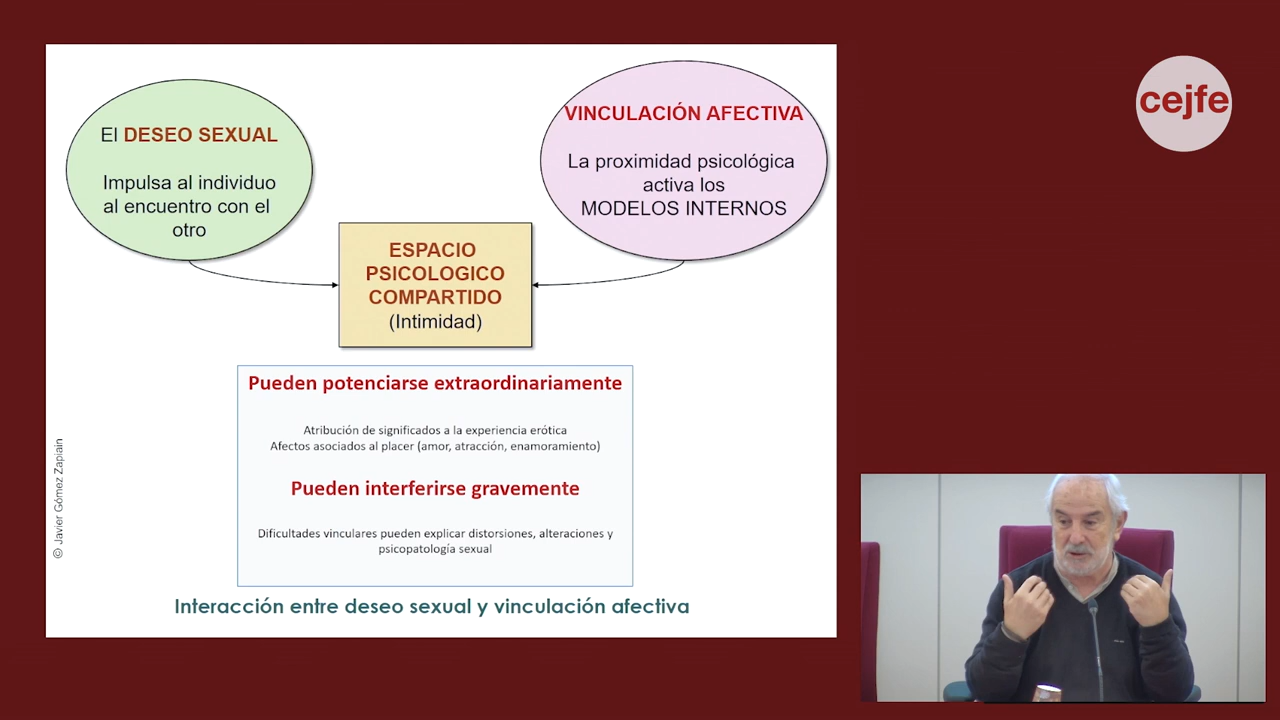 cejfe
El DESEO SEXUAL
Impulsa al individuo
al encuentro con el
otro
VINCULACIÓN AFECTIVA
La proximidad psicológica
activa los
MODELOS INTERNOS
ESPACIO
PSICOLOGICO
COMPARTIDO
(Intimidad)
Pueden potenciarse extraordinariamente
Atribución de significados a la experiencia erótica
Afectos asociados al placer (amor, atracción, enamoramiento)
Pueden interferirse gravemente
Dificultades vinculares pueden explicar distorsiones, alteraciones y
psicopatología sexual
Interacción entre deseo sexual y vinculación afectiva
© Javier Gómez Zapiain